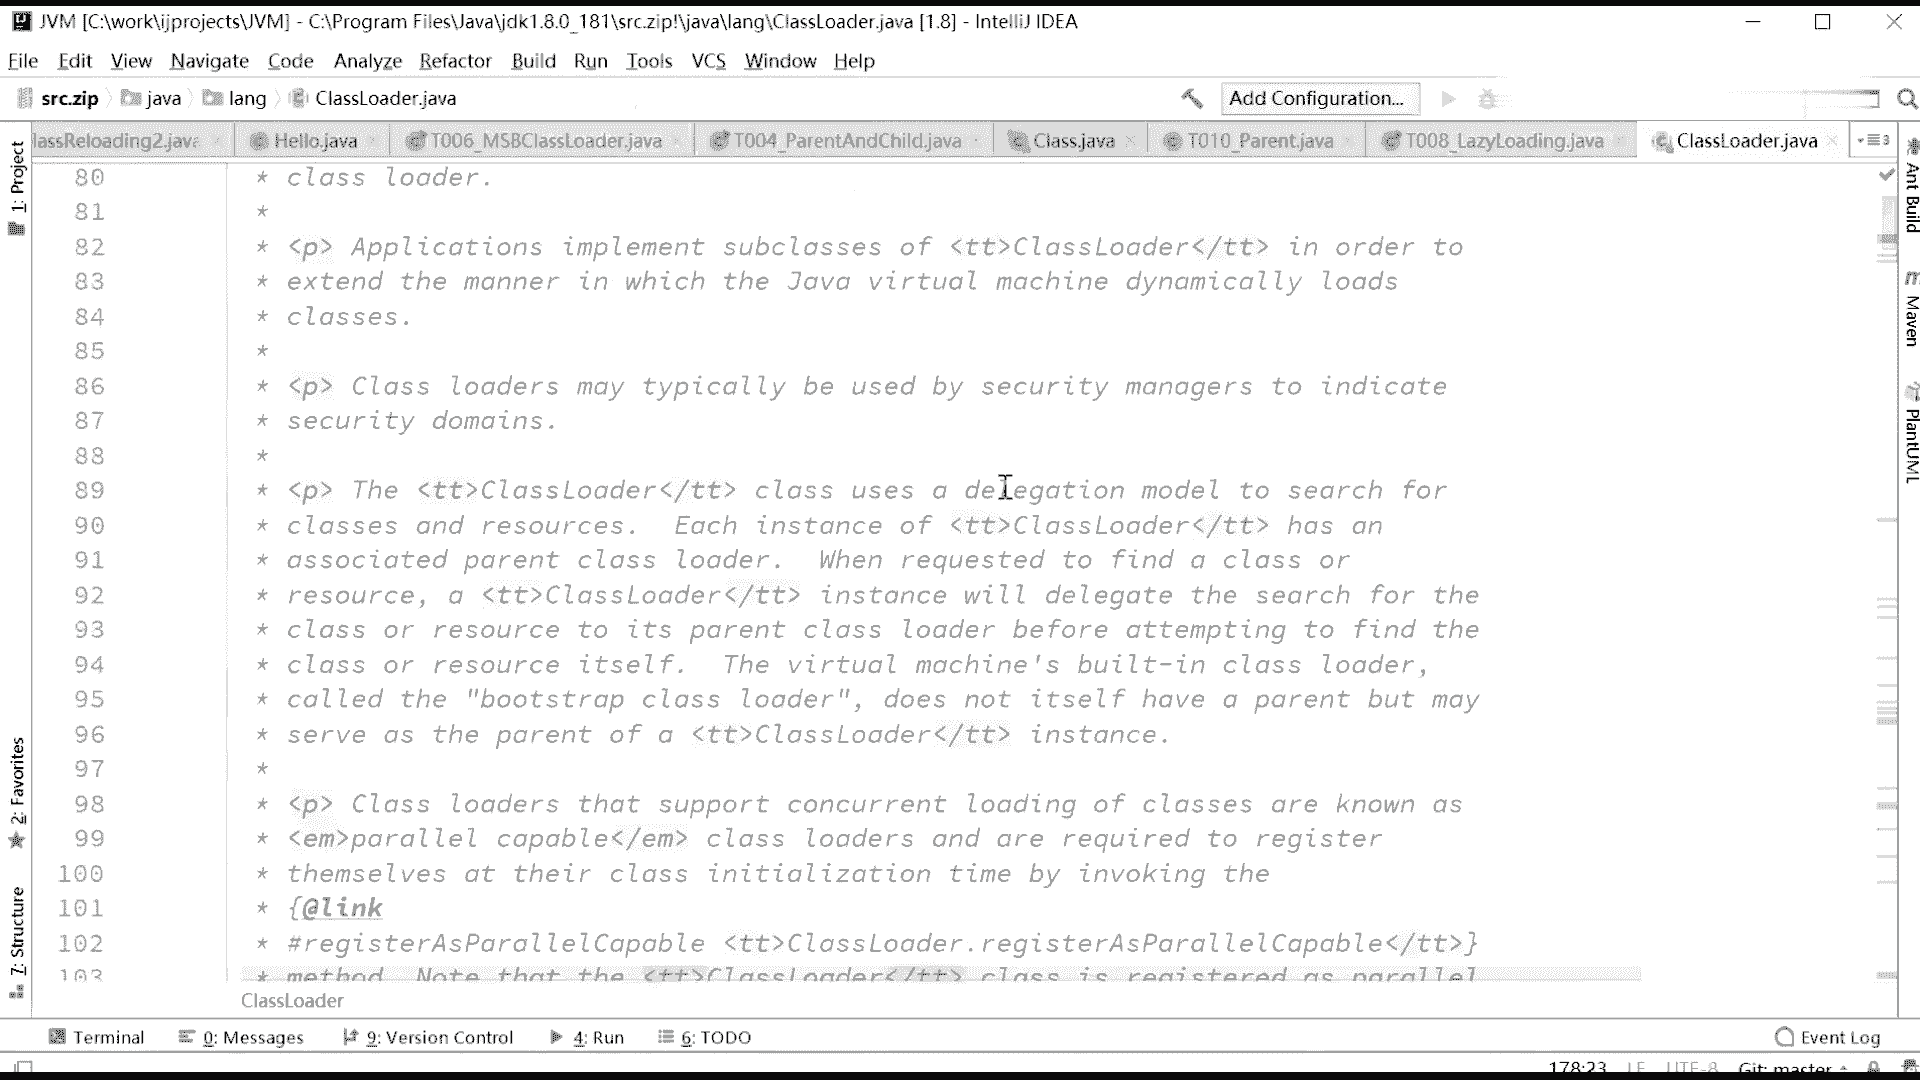 JVM [C:\work\ijprojects\JVM] - C:\Program Files\Java\jdk1.8.0_181\src.zip!\java\lang\ClassLoader.java [1.8] - IntelliJ IDEA
File Edit View Navigate Code Analyze Refactor Build Run Tools VCS Window Help
src.zip java lang ClassLoader.java Add Configuration...
lassReloading2.java Hello.java T006_MSBClassLoader.java T004_ParentAndChild.java Class.java T010_Parent.java T008_LazyLoading.java ClassLoader.java 3
1: Project
2: Favorites
7: Structure
80 * class loader.
81 *
82 * <p> Applications implement subclasses of <tt>ClassLoader</tt> in order to
83 * extend the manner in which the Java virtual machine dynamically loads
84 * classes.
85 *
86 * <p> Class loaders may typically be used by security managers to indicate
87 * security domains.
88 *
89 * <p> The <tt>ClassLoader</tt> class uses a delegation model to search for
90 * classes and resources.  Each instance of <tt>ClassLoader</tt> has an
91 * associated parent class loader.  When requested to find a class or
92 * resource, a <tt>ClassLoader</tt> instance will delegate the search for the
93 * class or resource to its parent class loader before attempting to find the
94 * class or resource itself.  The virtual machine's built-in class loader,
95 * called the "bootstrap class loader", does not itself have a parent but may
96 * serve as the parent of a <tt>ClassLoader</tt> instance.
97 *
98 * <p> Class loaders that support concurrent loading of classes are known as
99 * <em>parallel capable</em> class loaders and are required to register
100 * themselves at their class initialization time by invoking the
101 * {@link
102 * #registerAsParallelCapable <tt>ClassLoader.registerAsParallelCapable</tt>}
103 * method. Note that the <tt>ClassLoader</tt> class is registered as parallel
ClassLoader
Ant Build
Maven
PlantUML
Terminal 0: Messages 9: Version Control 4: Run 6: TODO Event Log
178:23 LF UTF-8 Git: master